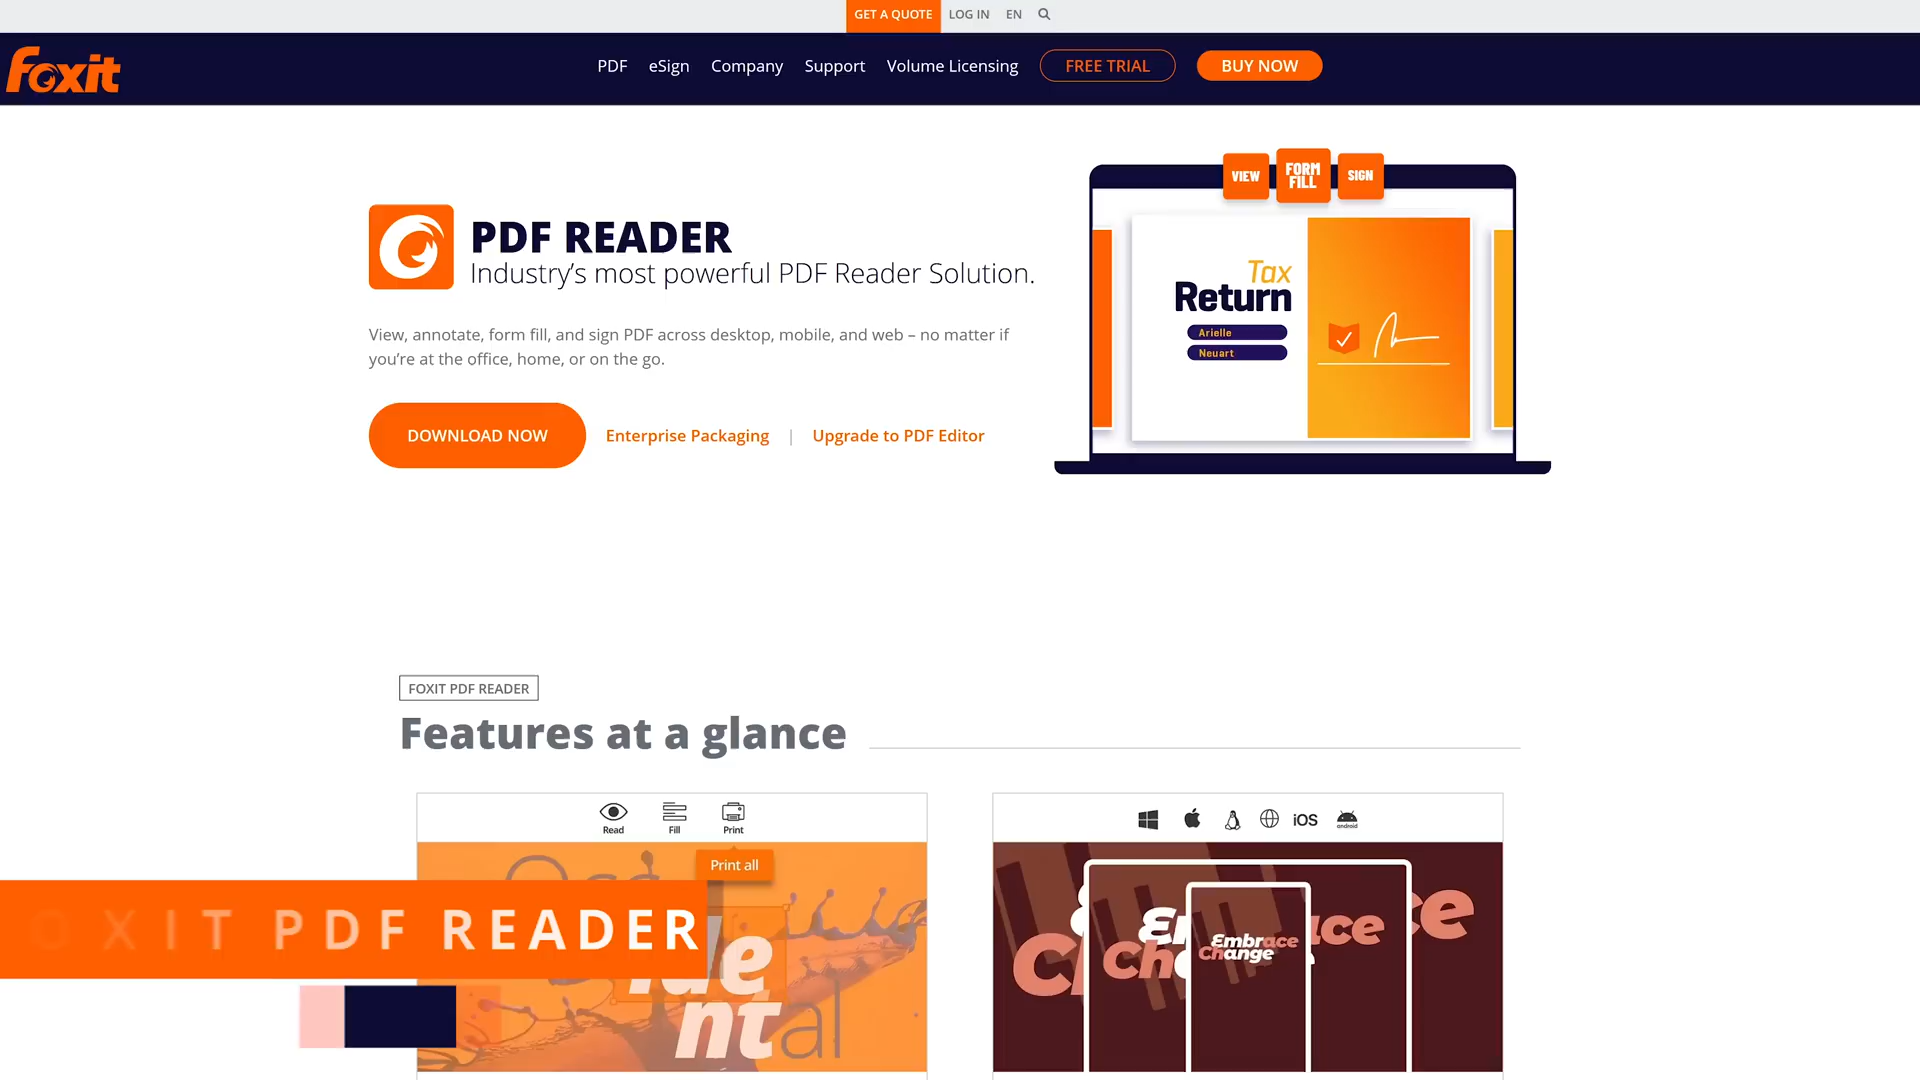 GET A QUOTE LOG IN EN
foxit
PDF eSign Company Support Volume Licensing FREE TRIAL BUY NOW
VIEW
FORM
FILL
SIGN
PDF READER
Industry’s most powerful PDF Reader Solution.
View, annotate, form fill, and sign PDF across desktop, mobile, and web – no matter if
you’re at the office, home, or on the go.
DOWNLOAD NOW Enterprise Packaging | Upgrade to PDF Editor
Tax
Return
Arielle
Neuart
FOXIT PDF READER
Features at a glance
Read Fill Print
Print all
iOS
android
OXIT PDF READER
nt al
Embrace
Change